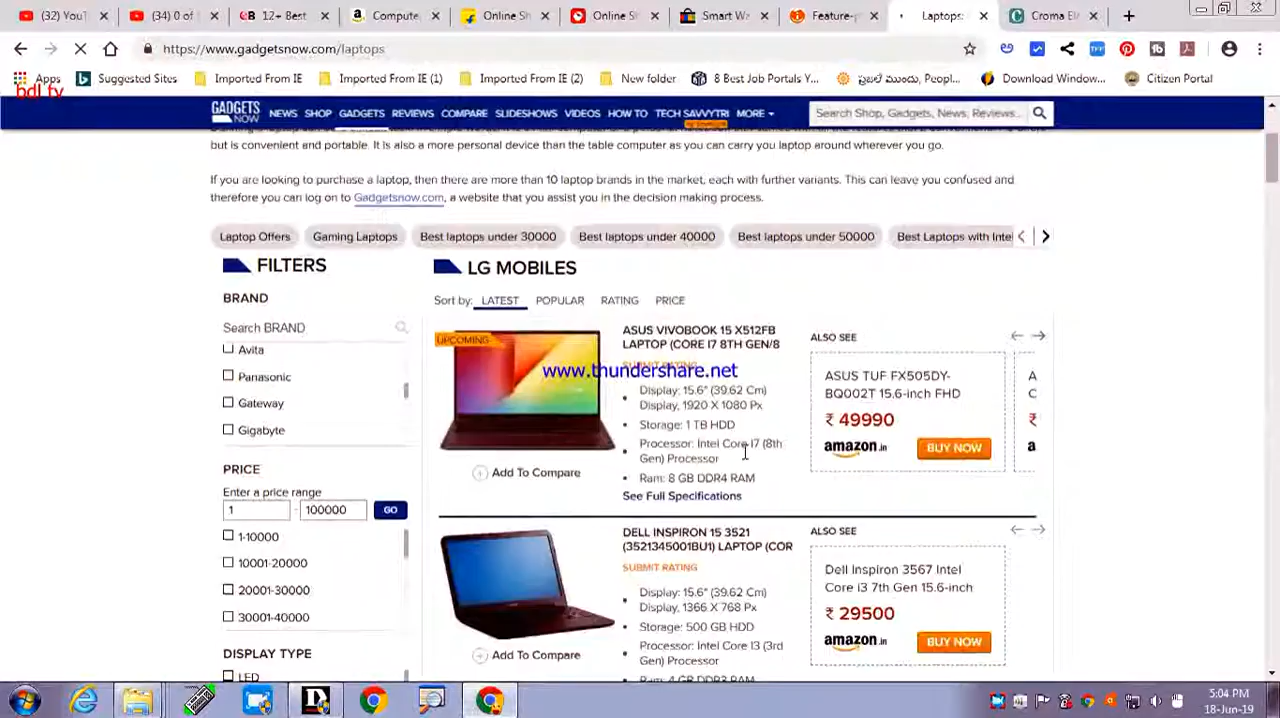 (32) YouT
(34) 0 of
12+ Best
Compute
Online Sh
Online S
Smart Wa
Feature-p
Laptops:
Croma El
https://www.gadgetsnow.com/laptops
Apps
Suggested Sites
Imported From IE
Imported From IE (1)
Imported From IE (2)
New folder
8 Best Job Portals Y...
Download Window...
Citizen Portal
bdl tv
GADGETS NOW
NEWS SHOP GADGETS REVIEWS COMPARE SLIDESHOWS VIDEOS HOW TO TECH SAVVYTRI MORE
Search Shop, Gadgets, News, Reviews...
but is convenient and portable. It is also a more personal device than the table computer as you can carry you laptop around wherever you go.
If you are looking to purchase a laptop, then there are more than 10 laptop brands in the market, each with further variants. This can leave you confused and
therefore you can log on to Gadgetsnow.com, a website that you assist you in the decision making process.
Laptop Offers
Gaming Laptops
Best laptops under 30000
Best laptops under 40000
Best laptops under 50000
Best Laptops with Intel
FILTERS
BRAND
Search BRAND
Avita
Panasonic
Gateway
Gigabyte
PRICE
Enter a price range
1 - 100000 GO
1-10000
10001-20000
20001-30000
30001-40000
DISPLAY TYPE
LED
LG MOBILES
Sort by: LATEST POPULAR RATING PRICE
UPCOMING
ASUS VIVOBOOK 15 X512FB
LAPTOP (CORE I7 8TH GEN/8
SUBMIT RATING
www.thundershare.net
Display: 15.6" (39.62 Cm)
Display, 1920 X 1080 Px
Storage: 1 TB HDD
Processor: Intel Core I7 (8th
Gen) Processor
Ram: 8 GB DDR4 RAM
See Full Specifications
Add To Compare
ALSO SEE
ASUS TUF FX505DY-
BQ002T 15.6-inch FHD
₹ 49990
amazon.in
BUY NOW
A
C
₹
a
DELL INSPIRON 15 3521
(3521345001BU1) LAPTOP (COR
SUBMIT RATING
Display: 15.6" (39.62 Cm)
Display, 1366 X 768 Px
Storage: 500 GB HDD
Processor: Intel Core I3 (3rd
Gen) Processor
Ram: 4 GB DDR3 RAM
Add To Compare
ALSO SEE
Dell Inspiron 3567 Intel
Core i3 7th Gen 15.6-inch
₹ 29500
amazon.in
BUY NOW
5:04 PM
18-Jun-19